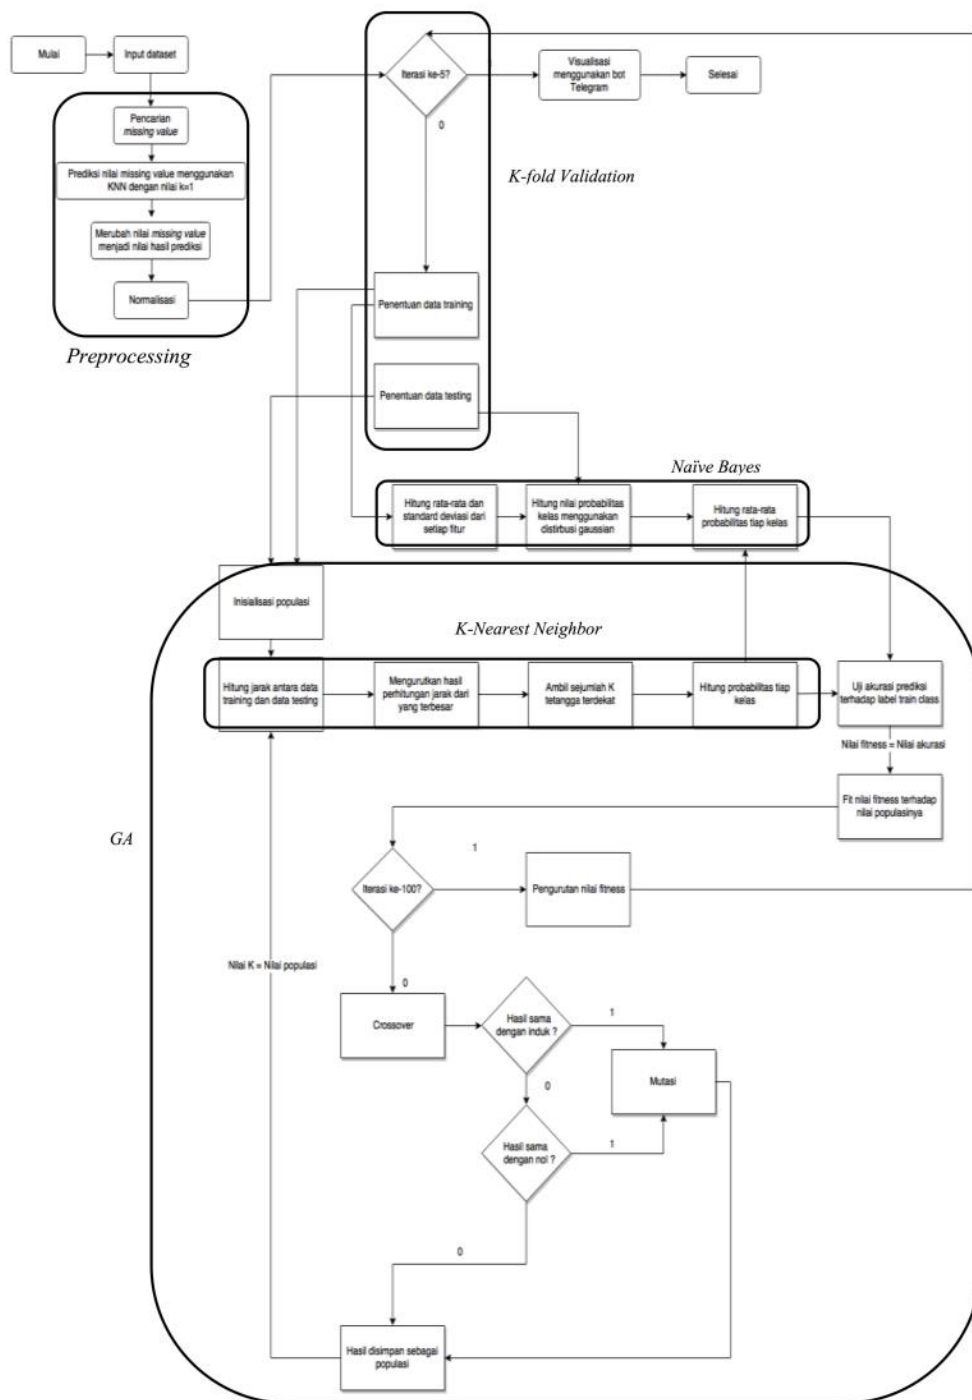 Mulai
Input dataset
Pencarian
missing value
Prediksi nilai missing value menggunakan
KNN dengan nilai k=1
Merubah nilai missing value
menjadi nilai hasil prediksi
Normalisasi
Preprocessing
Iterasi ke-5?
0
Visualisasi
menggunakan bot
Telegram
Selesai
K-fold Validation
Penentuan data training
Penentuan data testing
Naïve Bayes
Hitung rata-rata dan
standard deviasi dari
setiap fitur
Hitung nilai probabilitas
kelas menggunakan
distirbusi gaussian
Hitung rata-rata
probabilitas tiap kelas
Inisialisasi populasi
K-Nearest Neighbor
Hitung jarak antara data
training dan data testing
Mengurutkan hasil
perhitungan jarak dari
yang terbesar
Ambil sejumlah K
tetangga terdekat
Hitung probabilitas tiap
kelas
Uji akurasi prediksi
terhadap label train class
Nilai fitness = Nilai akurasi
Fit nilai fitness terhadap
nilai populasinya
GA
Iterasi ke-100?
1
Pengurutan nilai fitness
0
Nilai K = Nilai populasi
Crossover
Hasil sama
dengan induk ?
1
0
Mutasi
Hasil sama
dengan nol ?
1
0
Hasil disimpan sebagai
populasi